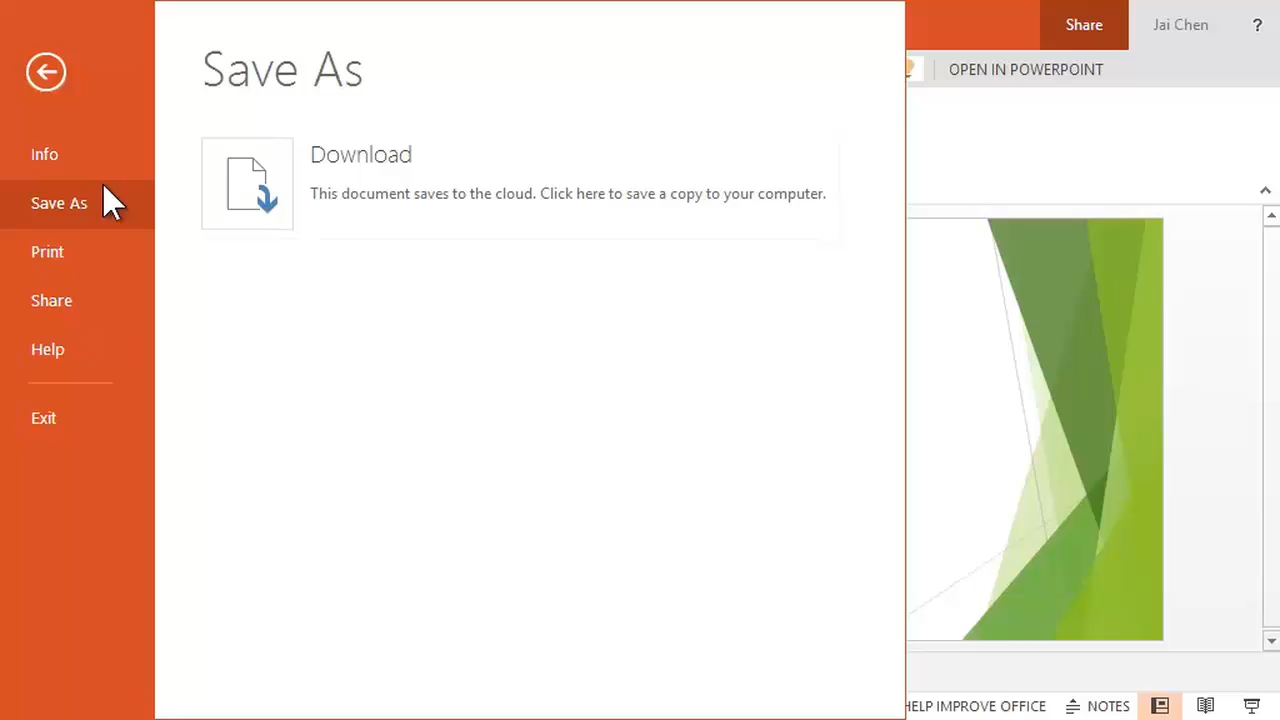 Share Jai Chen ?
OPEN IN POWERPOINT
Save As
Download
This document saves to the cloud. Click here to save a copy to your computer.
Info
Save As
Print
Share
Help
Exit
HELP IMPROVE OFFICE NOTES